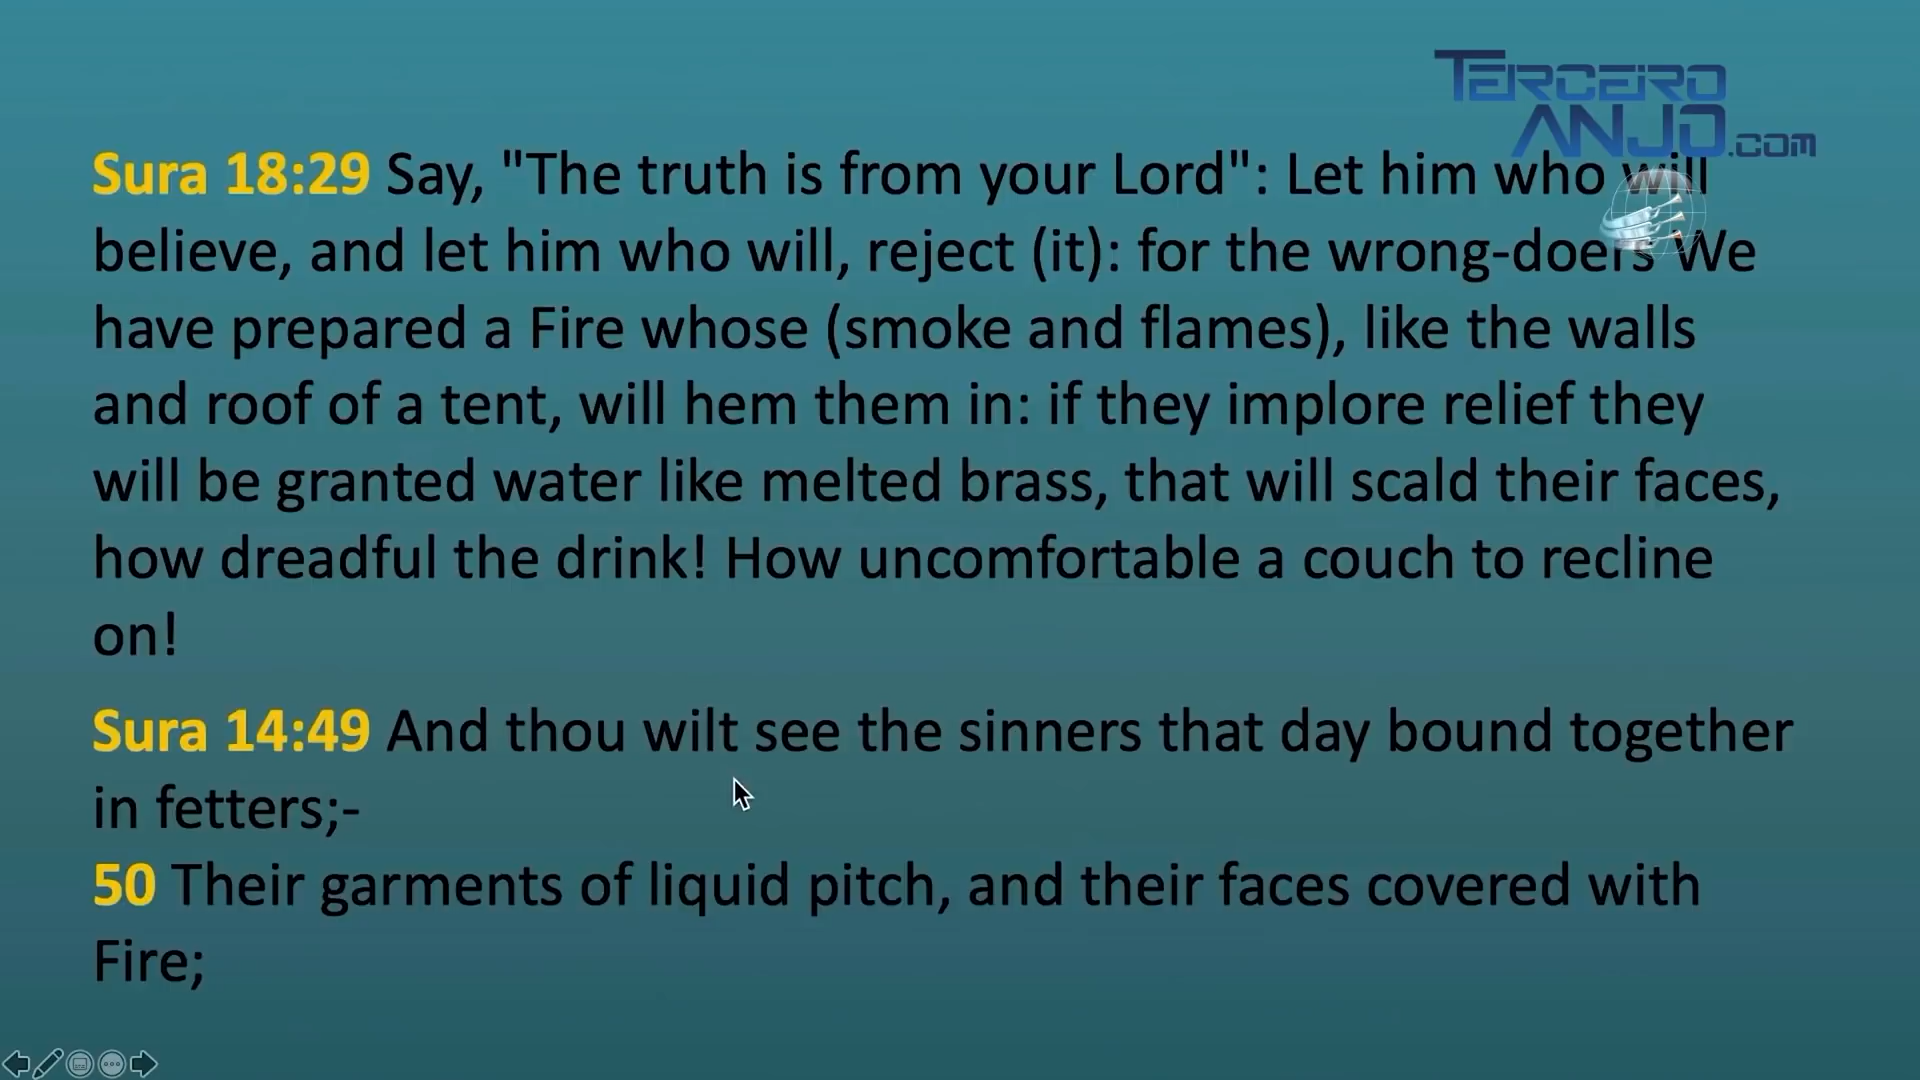 TERCEIRO
ANJO.com
Sura 18:29 Say, "The truth is from your Lord": Let him who will
believe, and let him who will, reject (it): for the wrong-doers We
have prepared a Fire whose (smoke and flames), like the walls
and roof of a tent, will hem them in: if they implore relief they
will be granted water like melted brass, that will scald their faces,
how dreadful the drink! How uncomfortable a couch to recline
on!
Sura 14:49 And thou wilt see the sinners that day bound together
in fetters;-
50 Their garments of liquid pitch, and their faces covered with
Fire;